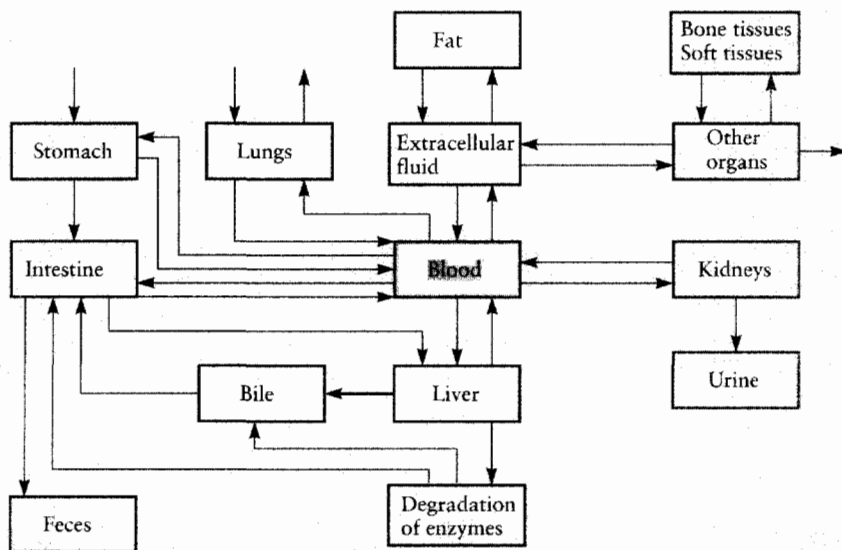 Fat
Bone tissues
Soft tissues
Stomach
Lungs
Extracellular
fluid
Other
organs
Intestine
Blood
Kidneys
Bile
Liver
Urine
Feces
Degradation
of enzymes